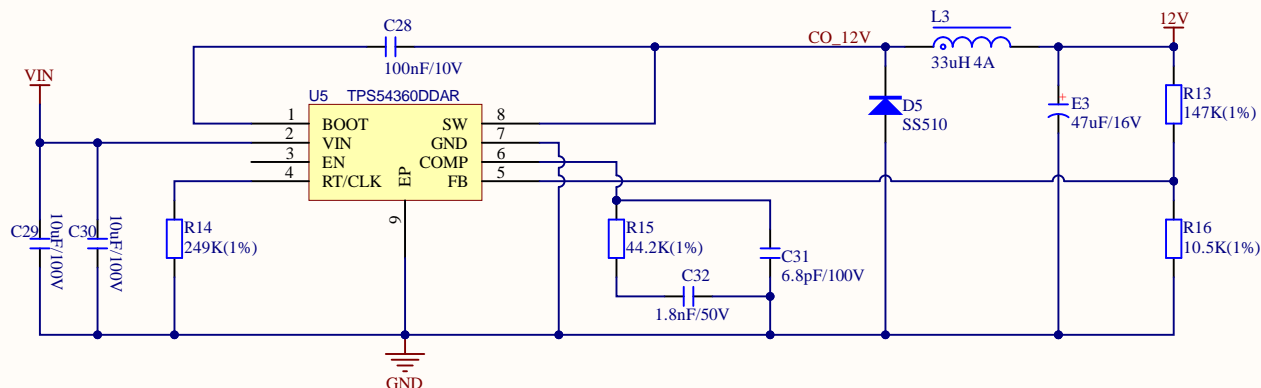 C28
100nF/10V
CO_12V
L3
33uH 4A
12V
VIN
U5 TPS54360DDAR
1 BOOT SW 8
2 VIN GND 7
3 EN COMP 6
4 RT/CLK FB 5
EP
9
D5
SS510
+
E3
47uF/16V
R13
147K(1%)
C29
10uF/100V
C30
10uF/100V
R14
249K(1%)
R15
44.2K(1%)
C31
6.8pF/100V
C32
1.8nF/50V
R16
10.5K(1%)
GND